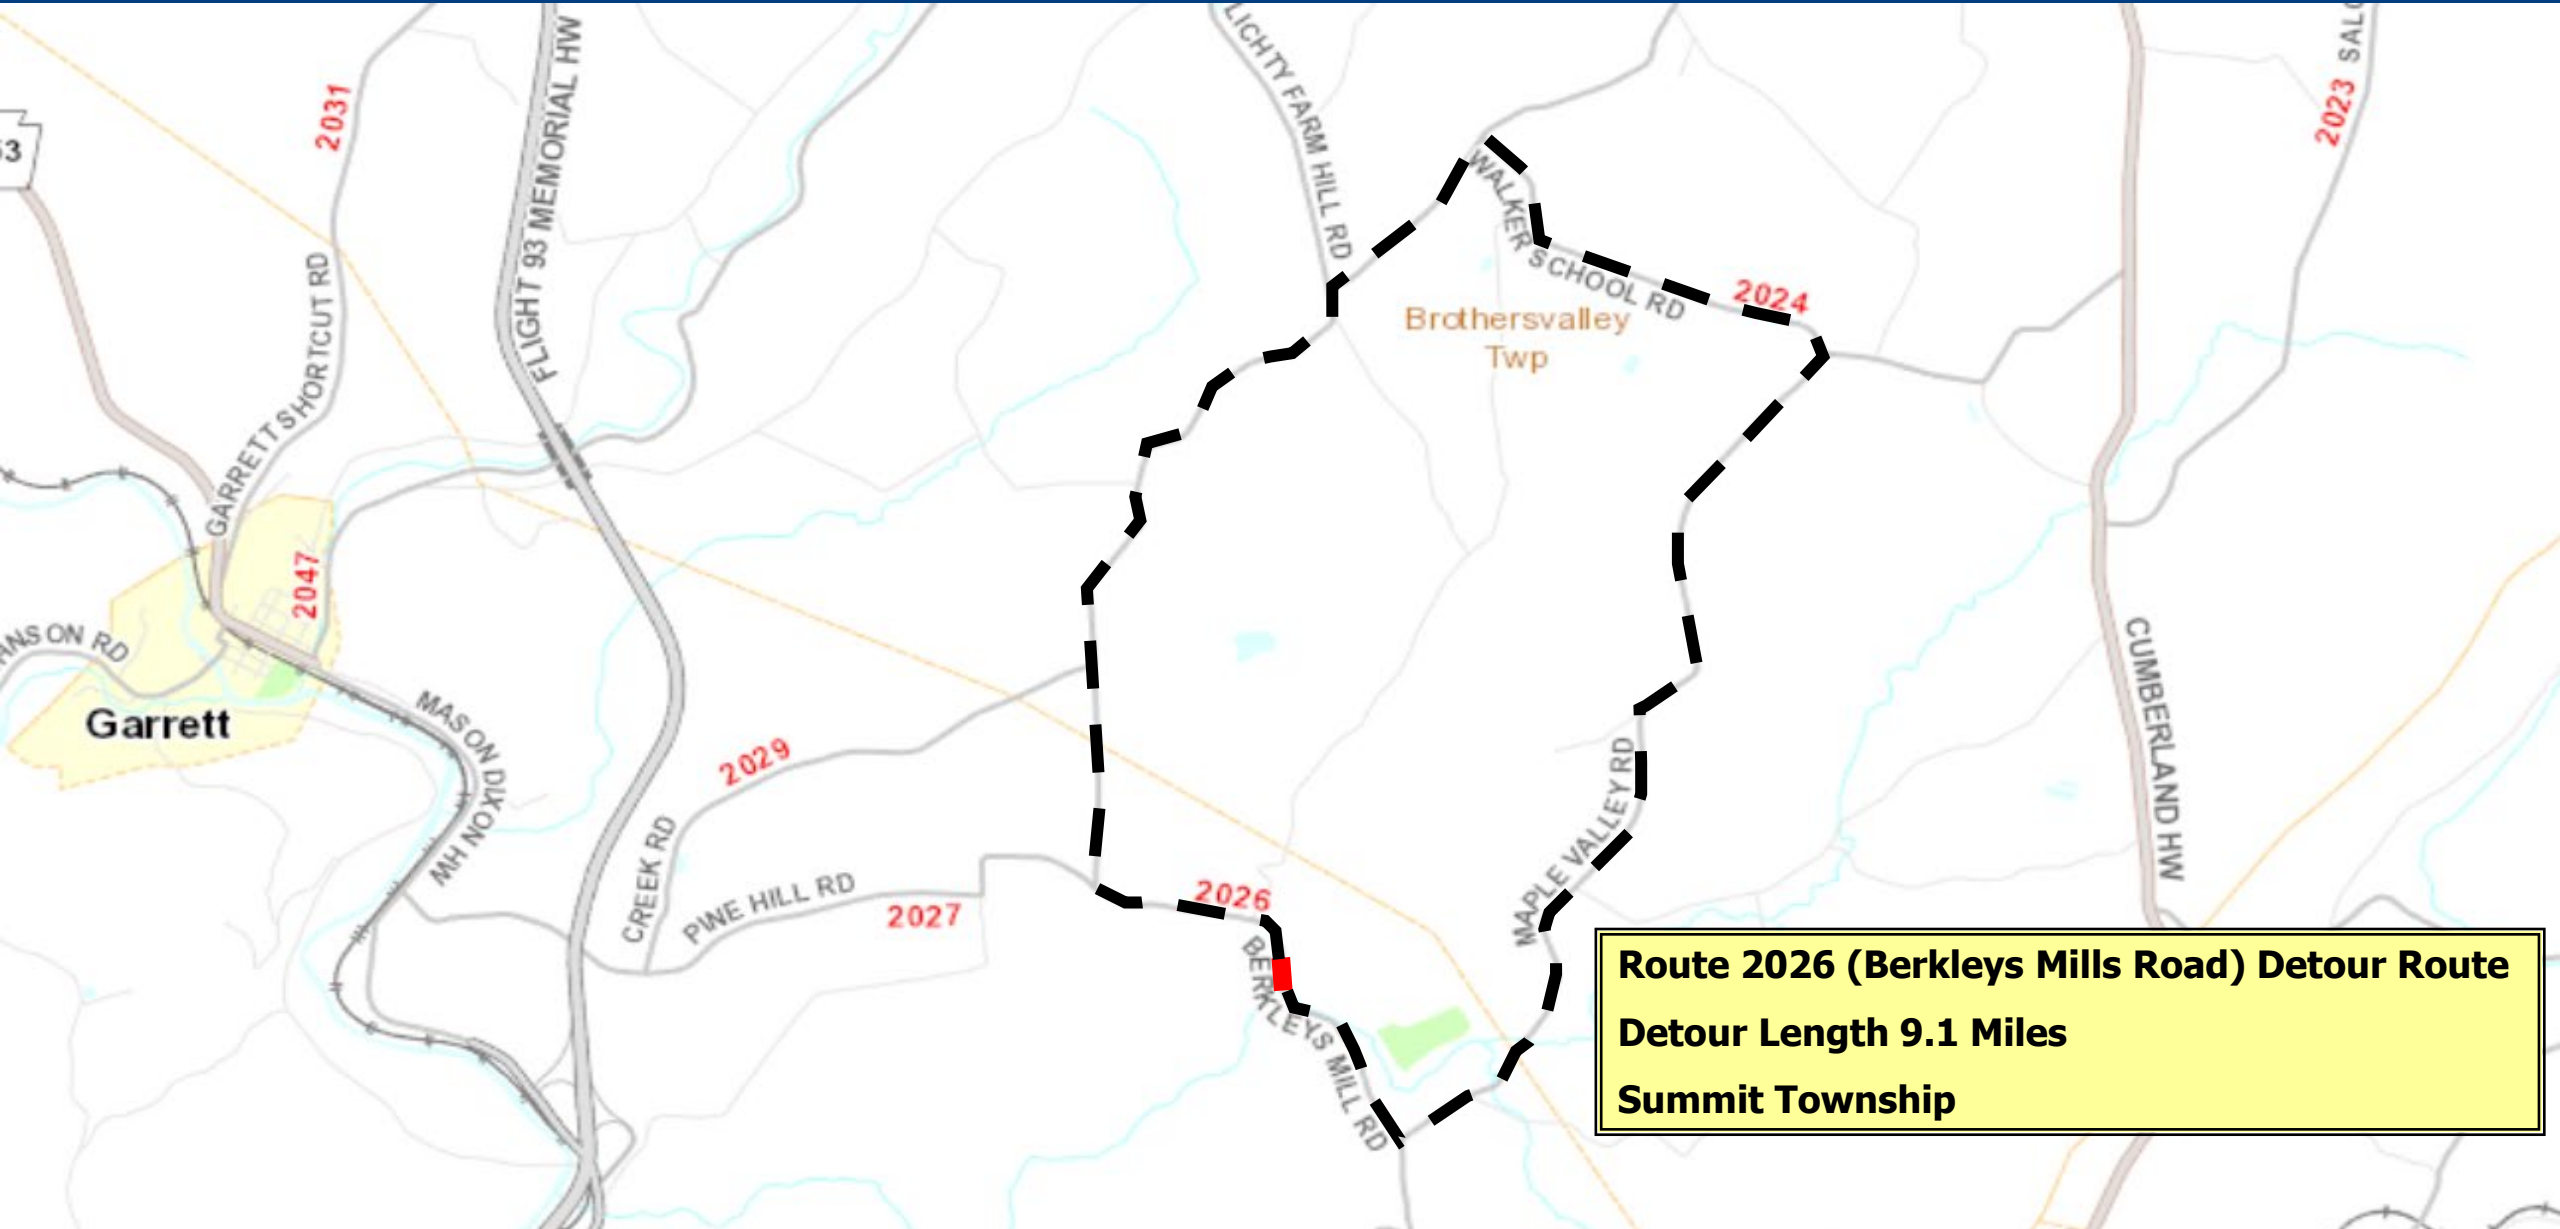 LICHTY FARM HILL RD
FLIGHT 93 MEMORIAL HW
2031
2023
GARRETT SHORTCUT RD
WALKER SCHOOL RD
2024
Brothersvalley
Twp
2047
Garrett
MASON DIXON HW
2029
CREEK RD
PINE HILL RD
2027
2026
BERKLEYS MILL RD
MAPLE VALLEY RD
CUMBERLAND HW
Route 2026 (Berkleys Mills Road) Detour Route
Detour Length 9.1 Miles
Summit Township